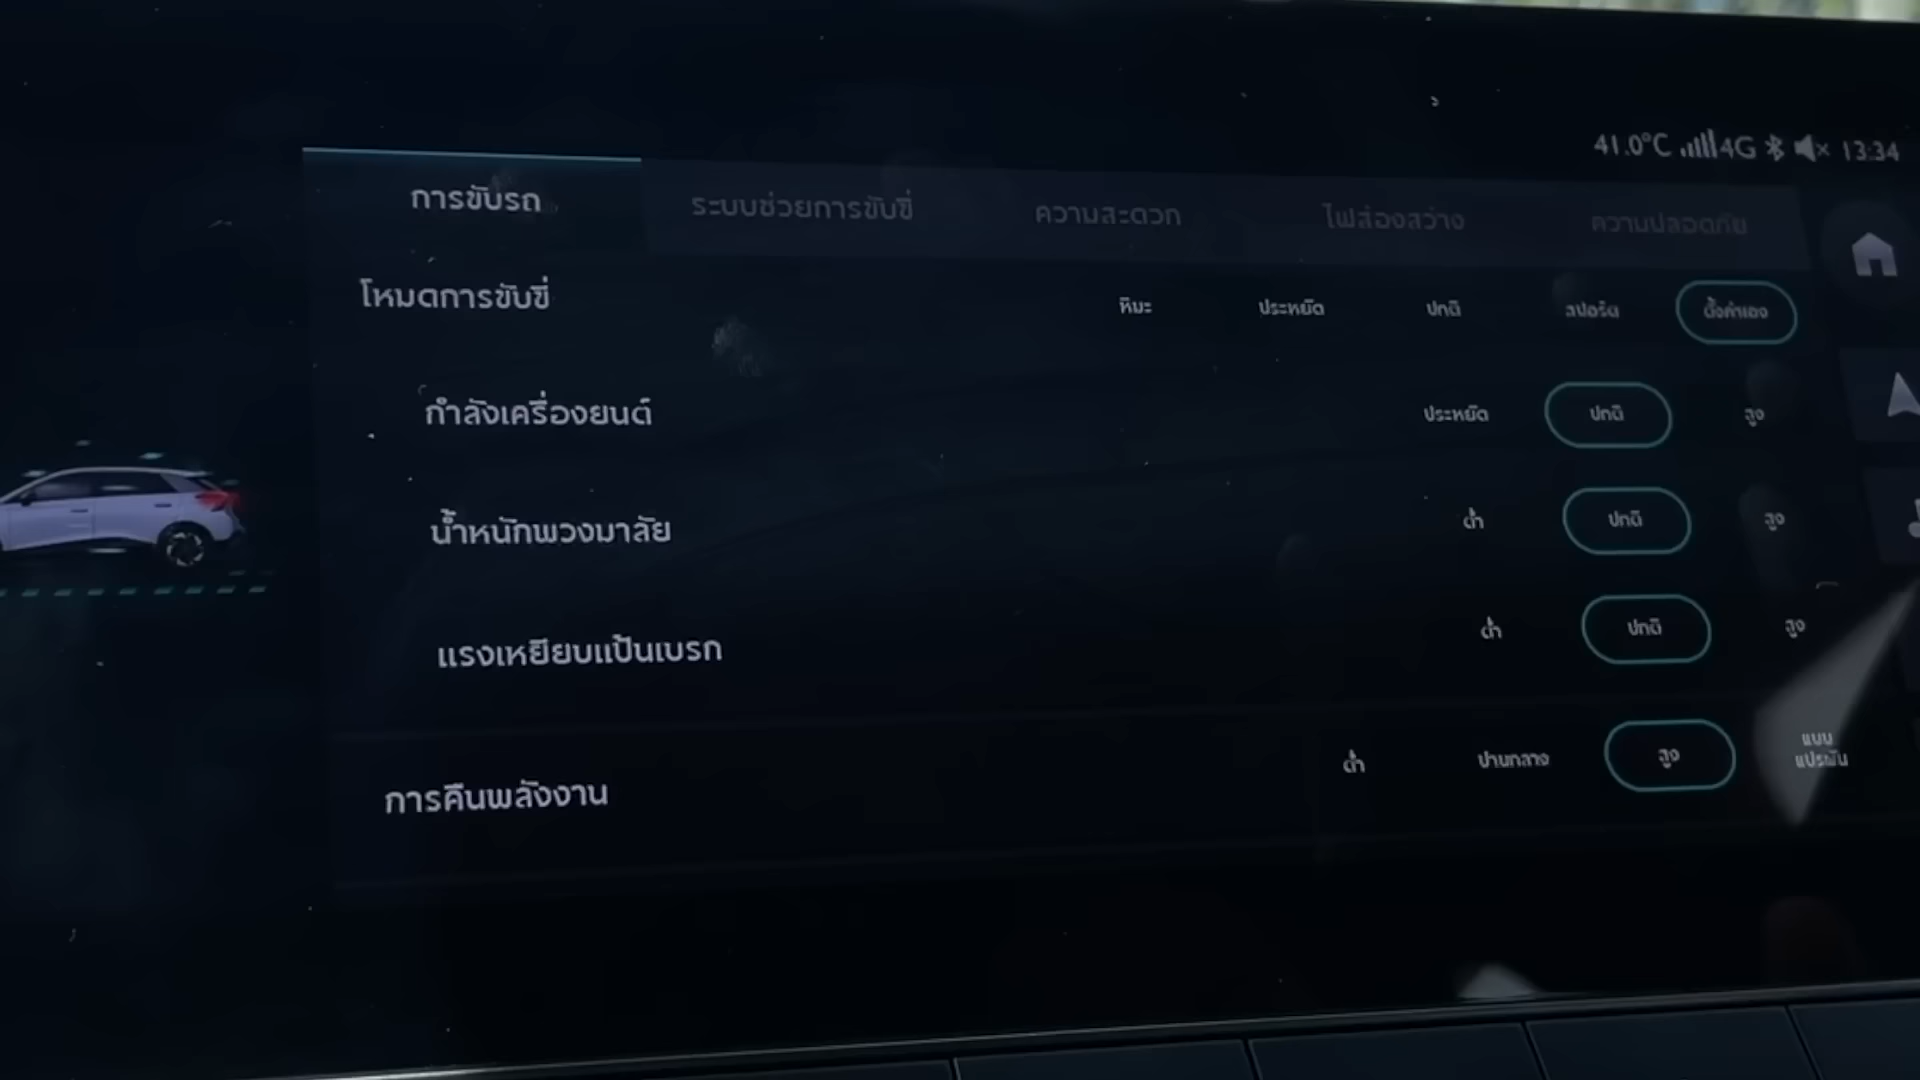 41.0°C 4G 13:34
การขับรถ ระบบช่วยการขับขี่ ความสะดวก ไฟส่องสว่าง ความปลอดภัย
โหมดการขับขี่ หิมะ ประหยัด ปกติ สปอร์ต ตั้งค่าเอง
กำลังเครื่องยนต์ ประหยัด ปกติ สูง
น้ำหนักพวงมาลัย ต่ำ ปกติ สูง
แรงเหยียบแป้นเบรก ต่ำ ปกติ สูง
การคืนพลังงาน ต่ำ ปานกลาง สูง แบบ
แปรผัน